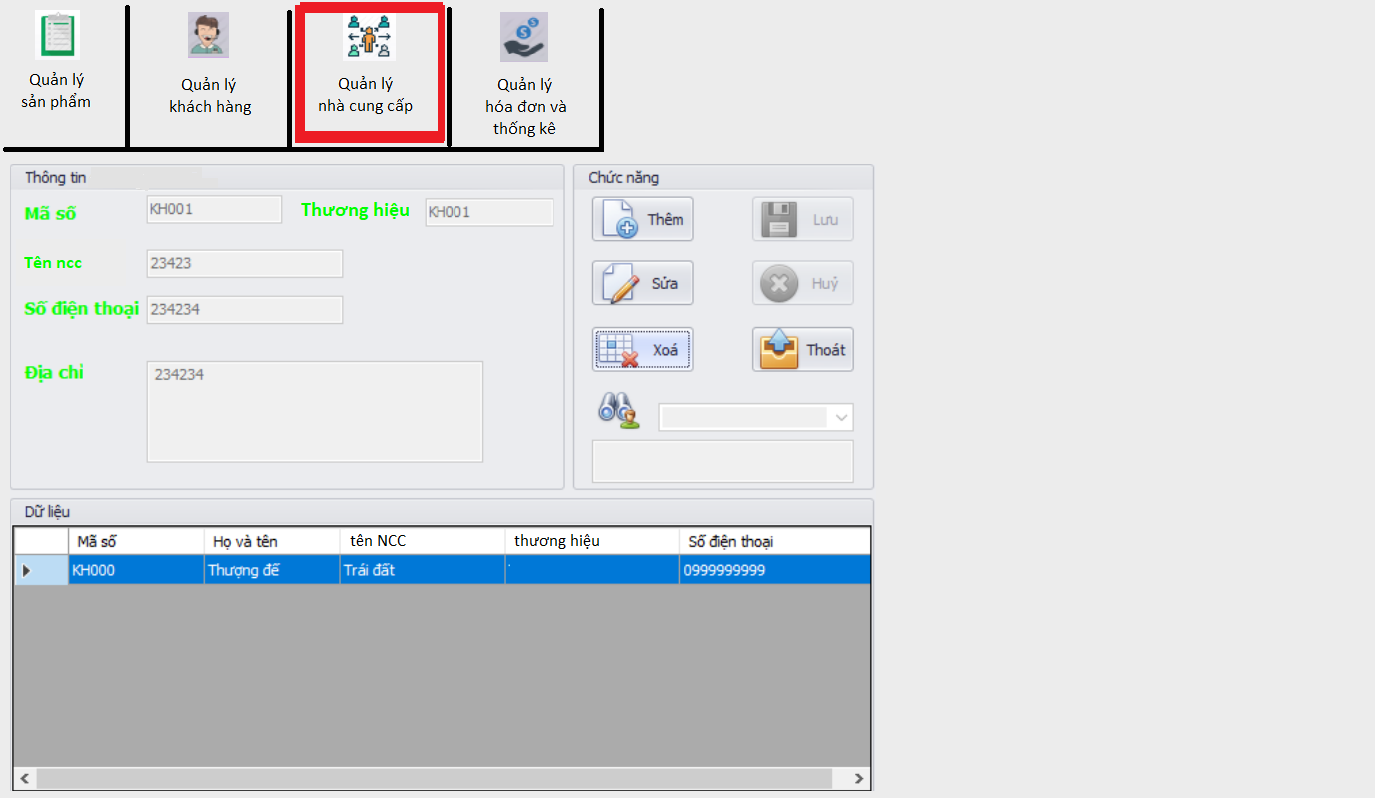 Quản lý
sản phẩm
Quản lý
khách hàng
Quản lý
nhà cung cấp
Quản lý
hóa đơn và
thống kê
Thông tin
Mã số
KH001
Thương hiệu
KH001
Tên ncc
23423
Số điện thoại
234234
Địa chỉ
234234
Chức năng
Thêm
Lưu
Sửa
Huỷ
Xoá
Thoát
Dữ liệu
Mã số Họ và tên tên NCC thương hiệu Số điện thoại
KH000 Thượng đế Trái đất 0999999999